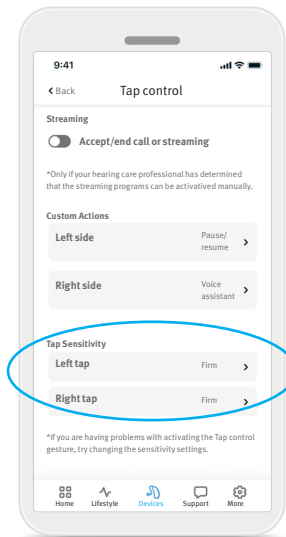 9:41
Back Tap control
Streaming
Accept/end call or streaming
*Only if your hearing care professional has determined
that the streaming programs can be activatived manually.
Custom Actions
Left side Pause/
resume
Right side Voice
assistant
Tap Sensitivity
Left tap Firm
Right tap Firm
*If you are having problems with activating the Tap control
gesture, try changing the sensitivity settings.
Home Lifestyle Devices Support More